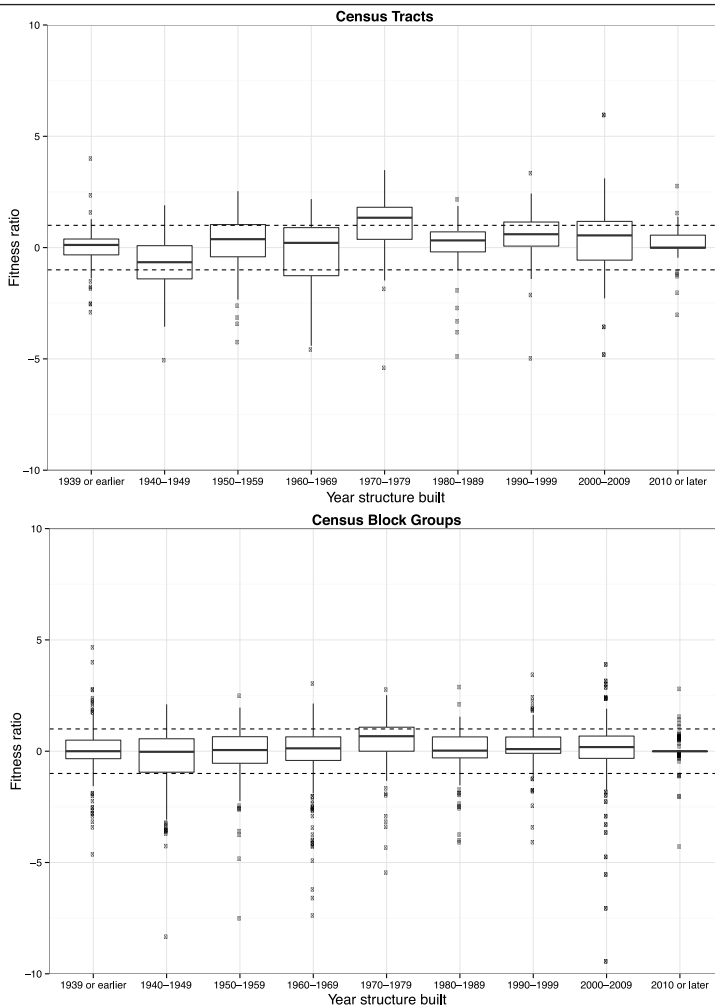 Census Tracts
10
5
0
–5
–10
Fitness ratio
1939 or earlier 1940–1949 1950–1959 1960–1969 1970–1979 1980–1989 1990–1999 2000–2009 2010 or later
Year structure built
Census Block Groups
10
5
0
–5
–10
Fitness ratio
1939 or earlier 1940–1949 1950–1959 1960–1969 1970–1979 1980–1989 1990–1999 2000–2009 2010 or later
Year structure built